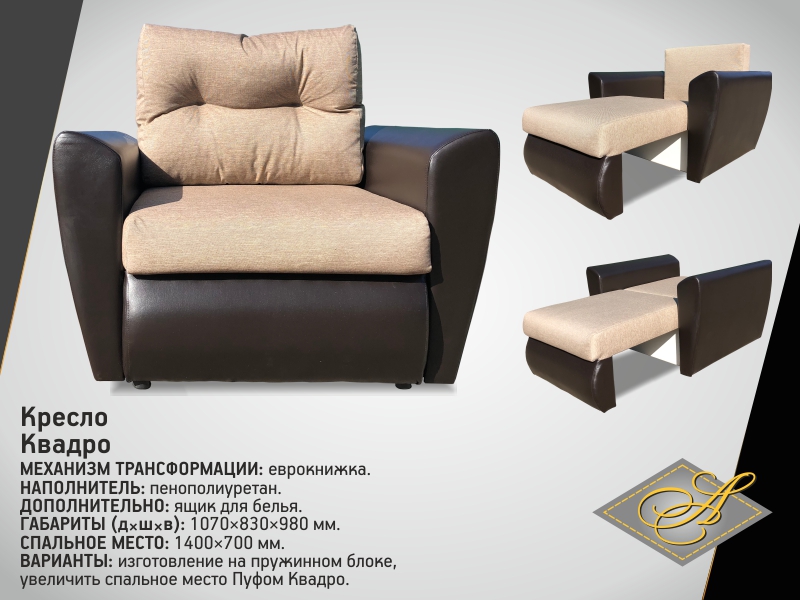 Кресло
Квадро
МЕХАНИЗМ ТРАНСФОРМАЦИИ: еврокнижка.
НАПОЛНИТЕЛЬ: пенополиуретан.
ДОПОЛНИТЕЛЬНО: ящик для белья.
ГАБАРИТЫ (д×ш×в): 1070×830×980 мм.
СПАЛЬНОЕ МЕСТО: 1400×700 мм.
ВАРИАНТЫ: изготовление на пружинном блоке,
увеличить спальное место Пуфом Квадро.
A